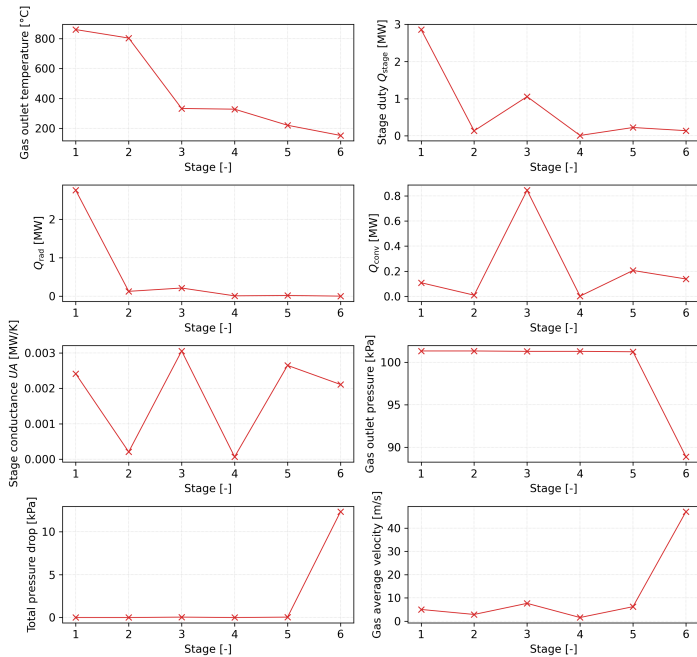 Gas outlet temperature [°C]
800
600
400
200
1 2 3 4 5 6
Stage [-]
Stage duty Qstage [MW]
3
2
1
0
1 2 3 4 5 6
Stage [-]
Qrad [MW]
2
1
0
1 2 3 4 5 6
Stage [-]
Qconv [MW]
0.8
0.6
0.4
0.2
0.0
1 2 3 4 5 6
Stage [-]
Stage conductance UA [MW/K]
0.003
0.002
0.001
0.000
1 2 3 4 5 6
Stage [-]
Gas outlet pressure [kPa]
100
95
90
1 2 3 4 5 6
Stage [-]
Total pressure drop [kPa]
10
5
0
1 2 3 4 5 6
Stage [-]
Gas average velocity [m/s]
40
30
20
10
0
1 2 3 4 5 6
Stage [-]